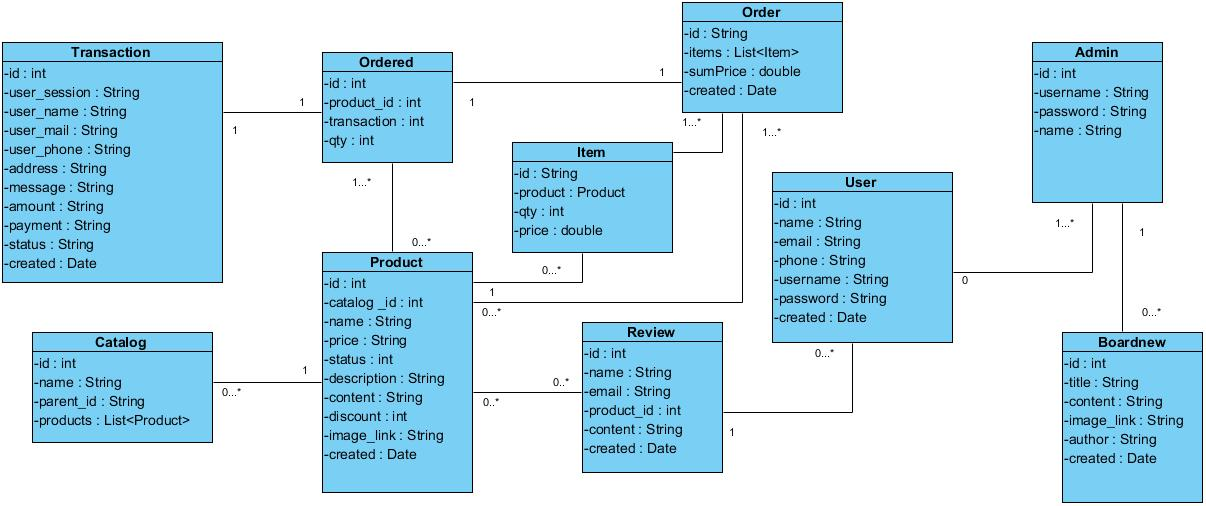 Transaction
-id : int
-user_session : String
-user_name : String
-user_mail : String
-user_phone : String
-address : String
-message : String
-amount : String
-payment : String
-status : String
-created : Date
1
1
Ordered
-id : int
-product_id : int
-transaction : int
-qty : int
1
1
1...*
0...*
Order
-id : String
-items : List<Item>
-sumPrice : double
-created : Date
1...*
1...*
Item
-id : String
-product : Product
-qty : int
-price : double
0...*
1
0...*
Product
-id : int
-catalog _id : int
-name : String
-price : String
-status : int
-description : String
-content : String
-discount : int
-image_link : String
-created : Date
Catalog
-id : int
-name : String
-parent_id : String
-products : List<Product>
0...*
1
0..*
0..*
Review
-id : int
-name : String
-email : String
-product_id : int
-content : String
-created : Date
1
0...*
User
-id : int
-name : String
-email : String
-phone : String
-username : String
-password : String
-created : Date
0
1...*
Admin
-id : int
-username : String
-password : String
-name : String
1
0...*
Boardnew
-id : int
-title : String
-content : String
-image_link : String
-author : String
-created : Date